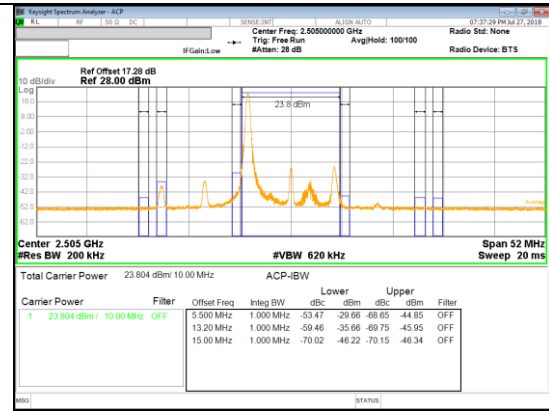 Keysight Spectrum Analyzer - ACP
RL RF 50 Ω DC SENSE:INT ALIGN AUTO 07:37:29 PM Jul 27, 2018
Center Freq: 2.505000000 GHz Radio Std: None
Trig: Free Run Avg|Hold: 100/100
IFGain:Low #Atten: 28 dB Radio Device: BTS
Ref Offset 17.28 dB
10 dB/div Ref 28.00 dBm
Log
18.0
8.00
-2.00
-12.0
-22.0
-32.0
-42.0
-52.0
-62.0
23.8 dBm
Average
Center 2.505 GHz Span 52 MHz
#Res BW 200 kHz #VBW 620 kHz Sweep 20 ms
Total Carrier Power 23.804 dBm/ 10.00 MHz ACP-IBW
Lower Upper
Carrier Power Filter Offset Freq Integ BW dBc dBm dBc dBm Filter
1 23.804 dBm / 10.00 MHz OFF 5.500 MHz 1.000 MHz -53.47 -29.66 -68.65 -44.85 OFF
13.20 MHz 1.000 MHz -59.46 -35.66 -69.75 -45.95 OFF
15.00 MHz 1.000 MHz -70.02 -46.22 -70.15 -46.34 OFF
MSG STATUS